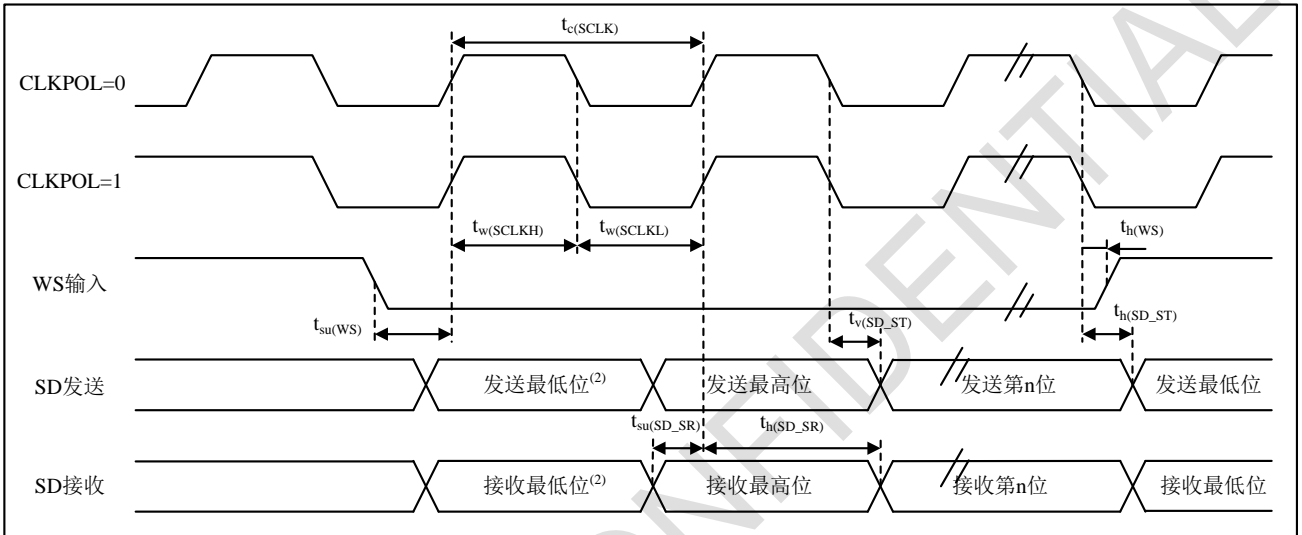 t_c(SCLK)
CLKPOL=0
CLKPOL=1
t_w(SCLKH) t_w(SCLKL) t_h(WS)
WS输入
t_su(WS) t_v(SD_ST) t_h(SD_ST)
SD发送 发送最低位(2) 发送最高位 发送第n位 发送最低位
t_su(SD_SR) t_h(SD_SR)
SD接收 接收最低位(2) 接收最高位 接收第n位 接收最低位
CONFIDENTIAL